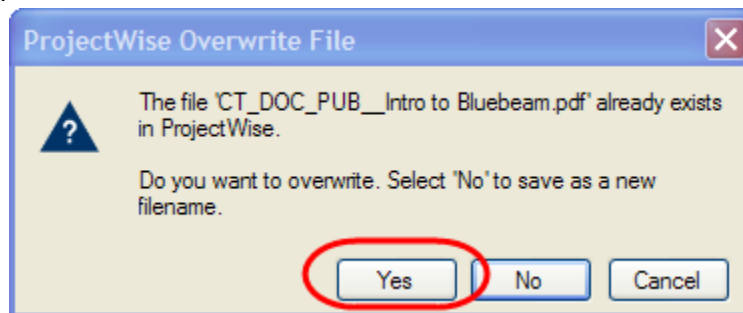 ProjectWise Overwrite File
The file 'CT_DOC_PUB__Intro to Bluebeam.pdf' already exists
in ProjectWise.
Do you want to overwrite. Select 'No' to save as a new
filename.
Yes No Cancel